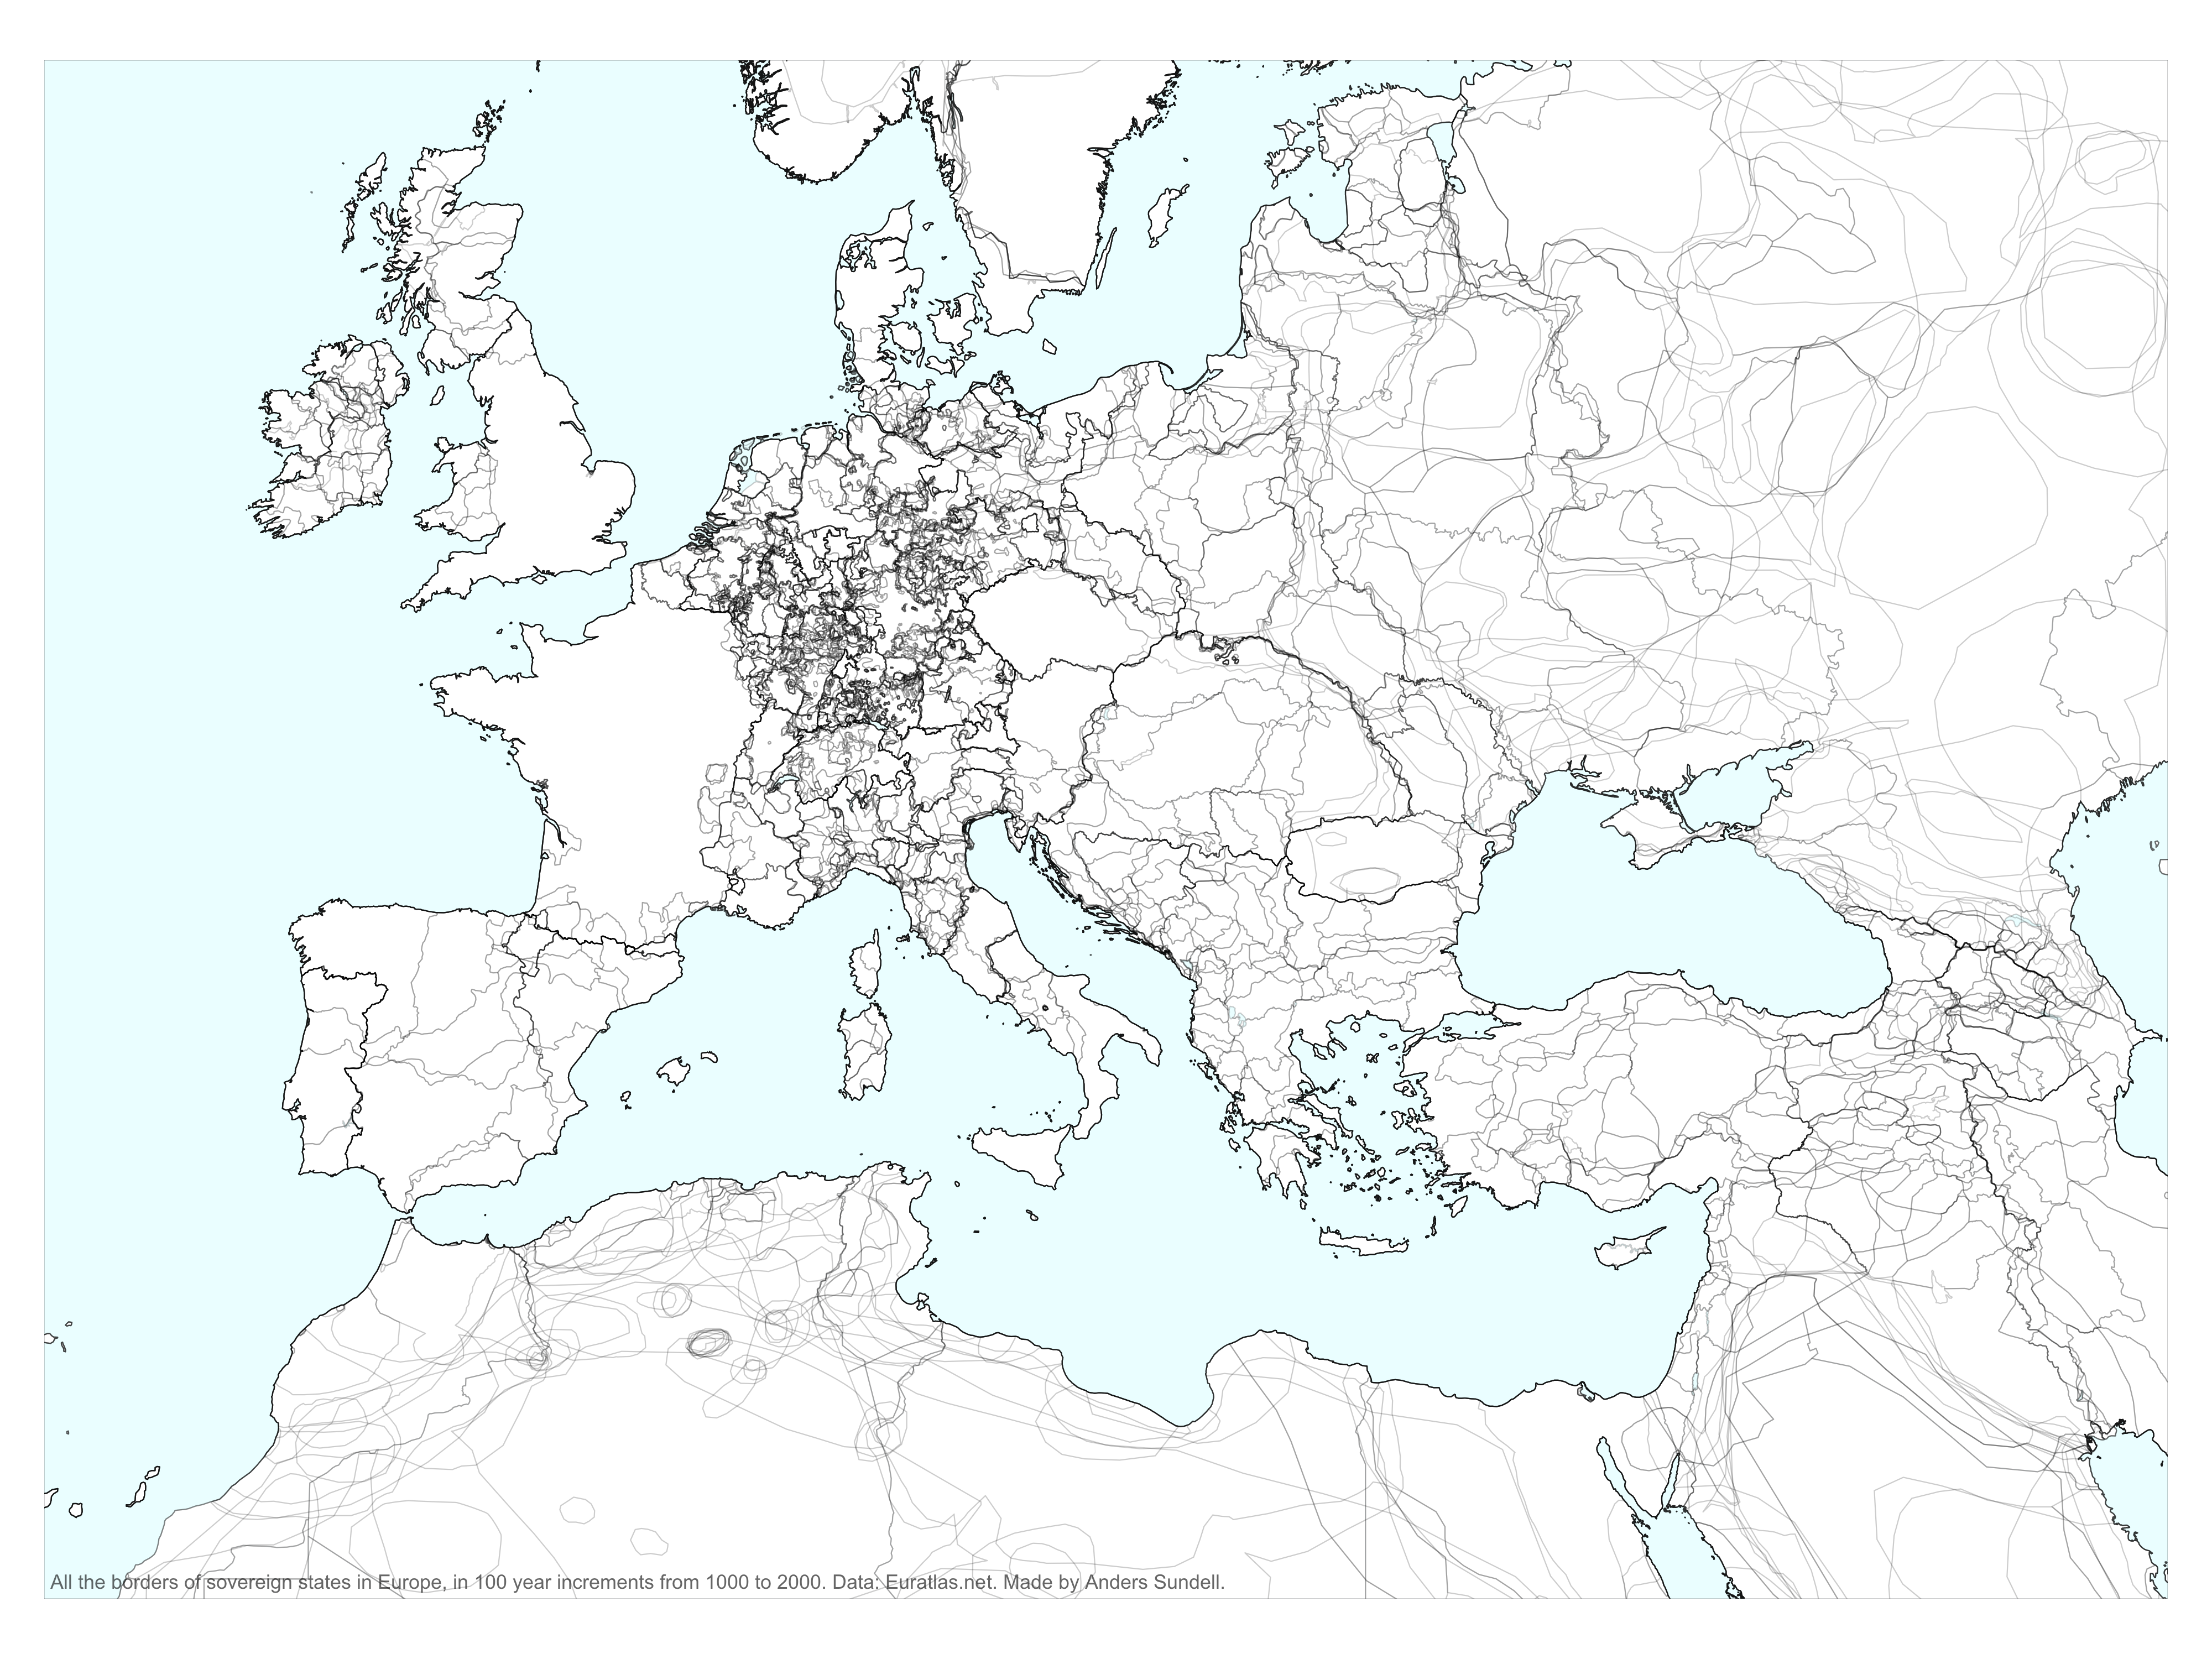 All the borders of sovereign states in Europe, in 100 year increments from 1000 to 2000. Data: Euratlas.net. Made by Anders Sundell.